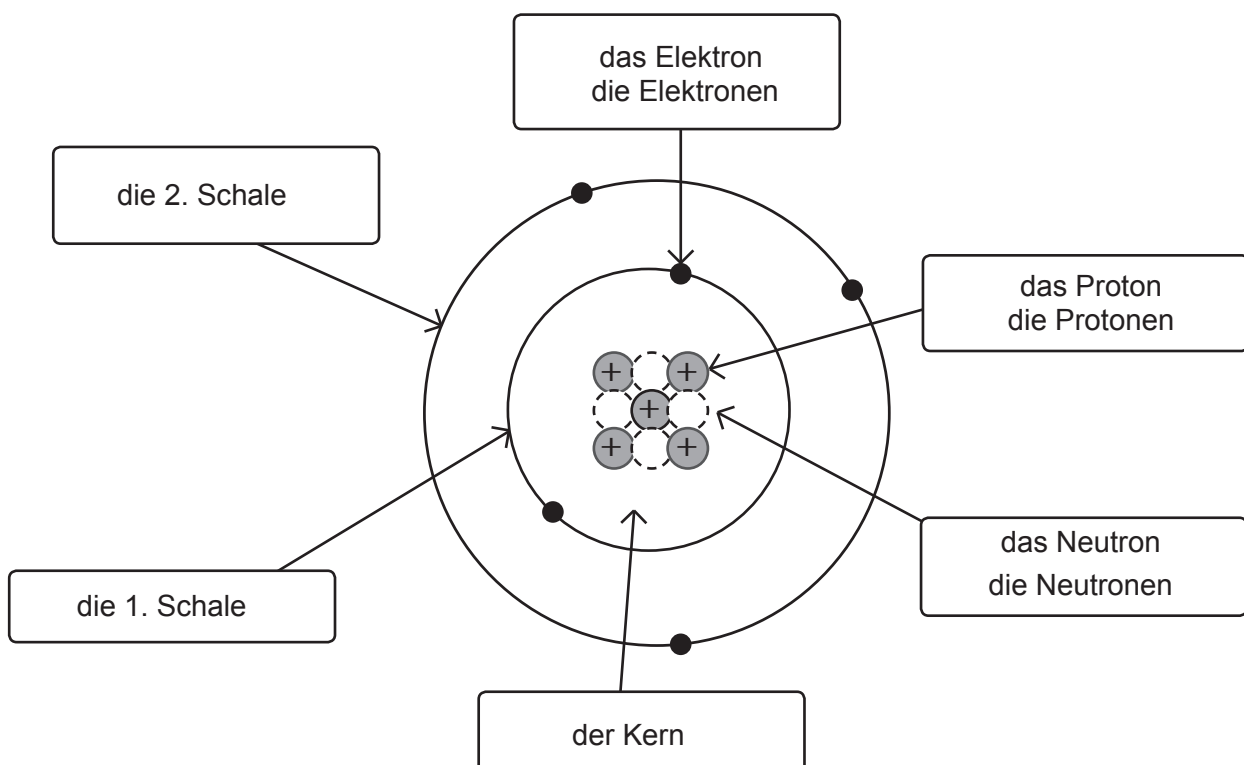 das Elektron
die Elektronen
die 2. Schale
das Proton
die Protonen
+ +
+
+ +
das Neutron
die Neutronen
die 1. Schale
der Kern